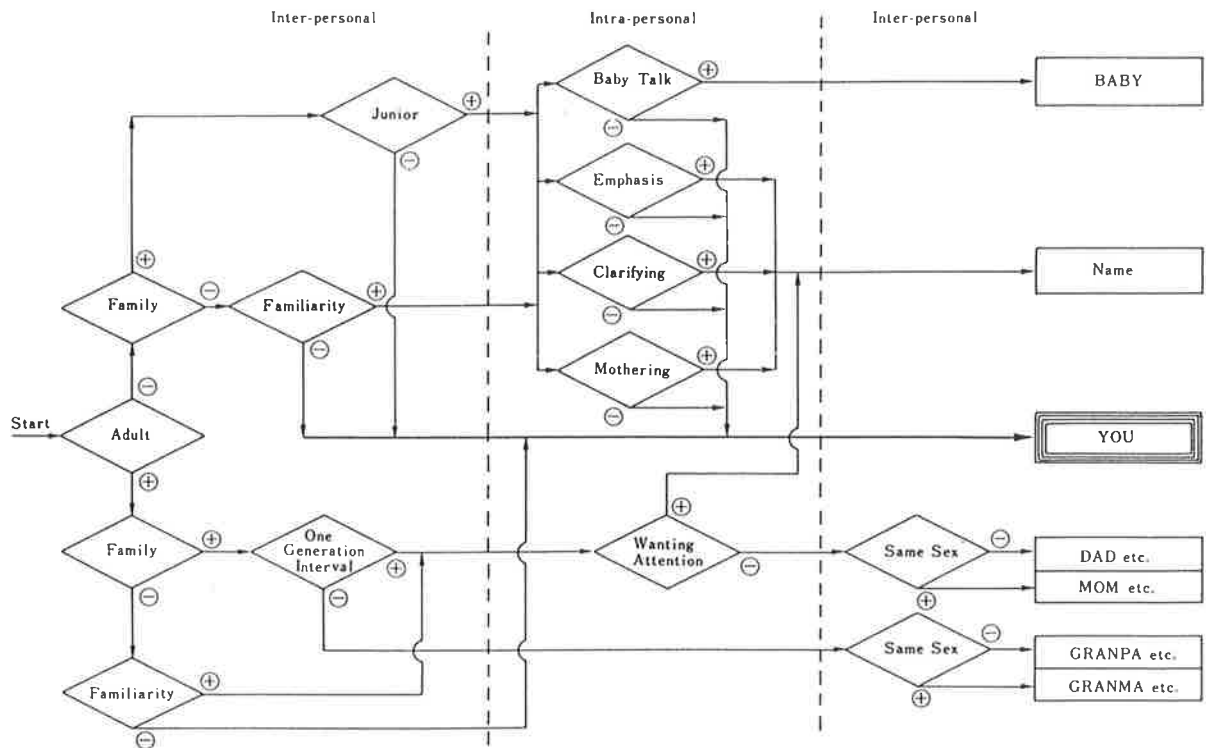 Inter-personal
Intra-personal
Inter-personal
Baby Talk
⊕
BABY
⊖
Junior
⊕
⊖
Emphasis
⊕
⊖
Clarifying
⊕
Name
⊖
⊕
Family
⊖
Familiarity
⊕
⊖
Mothering
⊕
⊖
⊖
Start
Adult
YOU
⊕
⊕
Family
⊕
⊖
One
Generation
Interval
⊕
⊖
Wanting
Attention
⊖
Same Sex
⊖
DAD etc.
MOM etc.
⊕
Same Sex
⊖
GRANPA etc.
GRANMA etc.
⊕
Familiarity
⊕
⊖